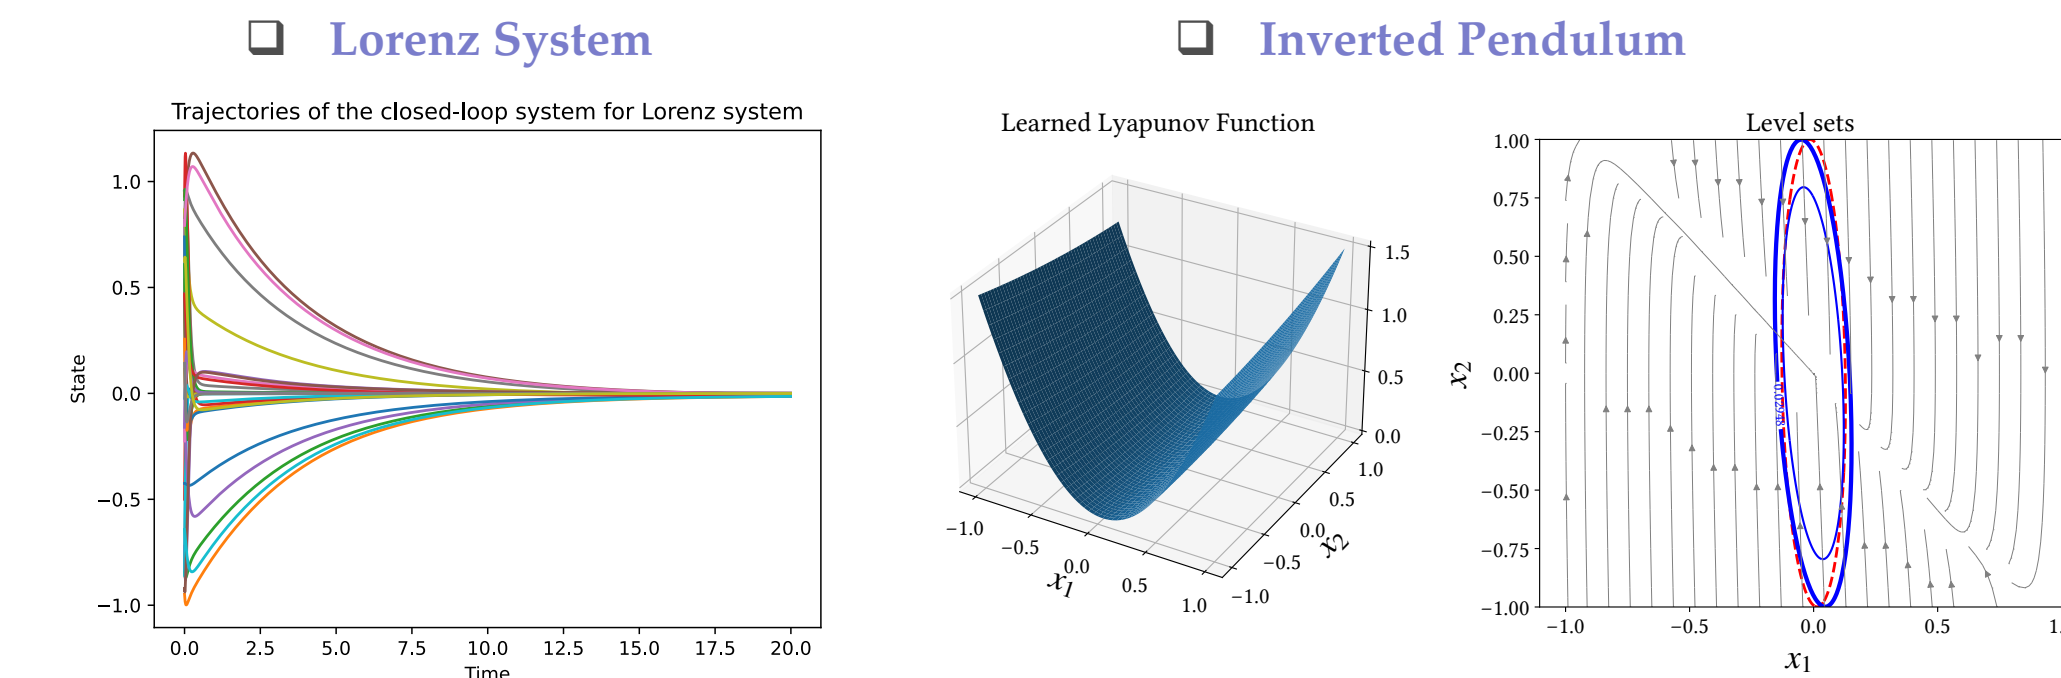 ❑ Lorenz System
Trajectories of the closed-loop system for Lorenz system
State
1.0
0.5
0.0
−0.5
−1.0
0.0 2.5 5.0 7.5 10.0 12.5 15.0 17.5 20.0
Time
❑ Inverted Pendulum
Learned Lyapunov Function
1.5
1.0
0.5
0.0
−1.0 −0.5 0.0 0.5 1.0
x1
−1.0 −0.5 0.0 0.5 1.0
x2
Level sets
1.00
0.75
0.50
0.25
0.00
−0.25
−0.50
−0.75
−1.00
x2
−1.0 −0.5 0.0 0.5
x1